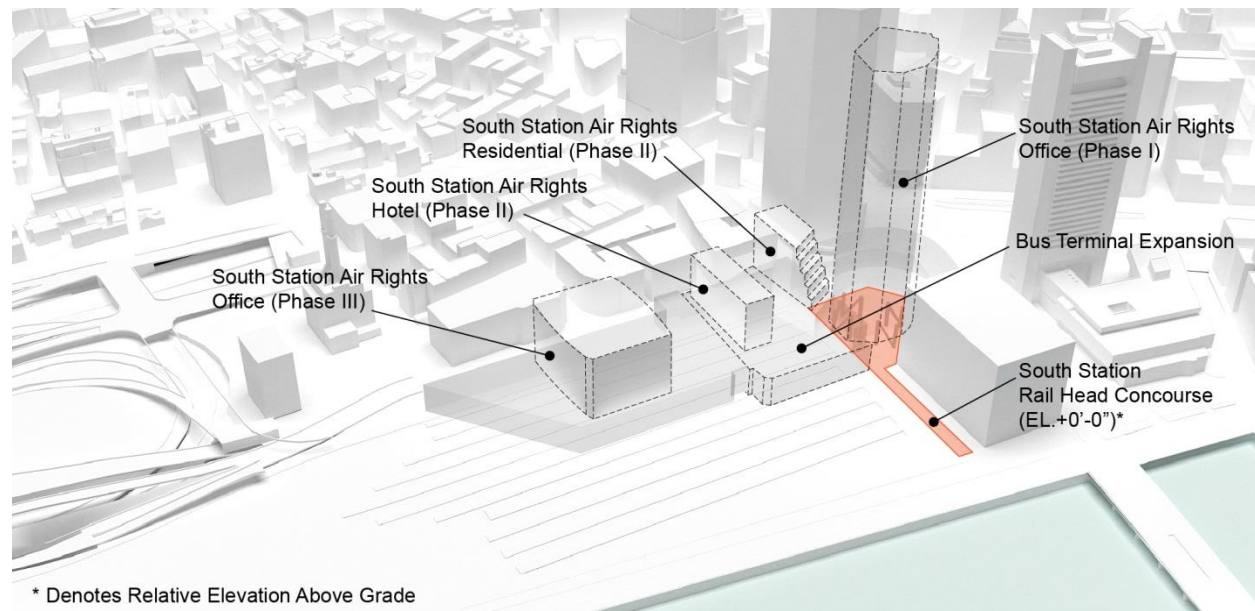 South Station Air Rights
Residential (Phase II)
South Station Air Rights
Hotel (Phase II)
South Station Air Rights
Office (Phase III)
South Station Air Rights
Office (Phase I)
Bus Terminal Expansion
South Station
Rail Head Concourse
(EL.+0’-0”)*
* Denotes Relative Elevation Above Grade